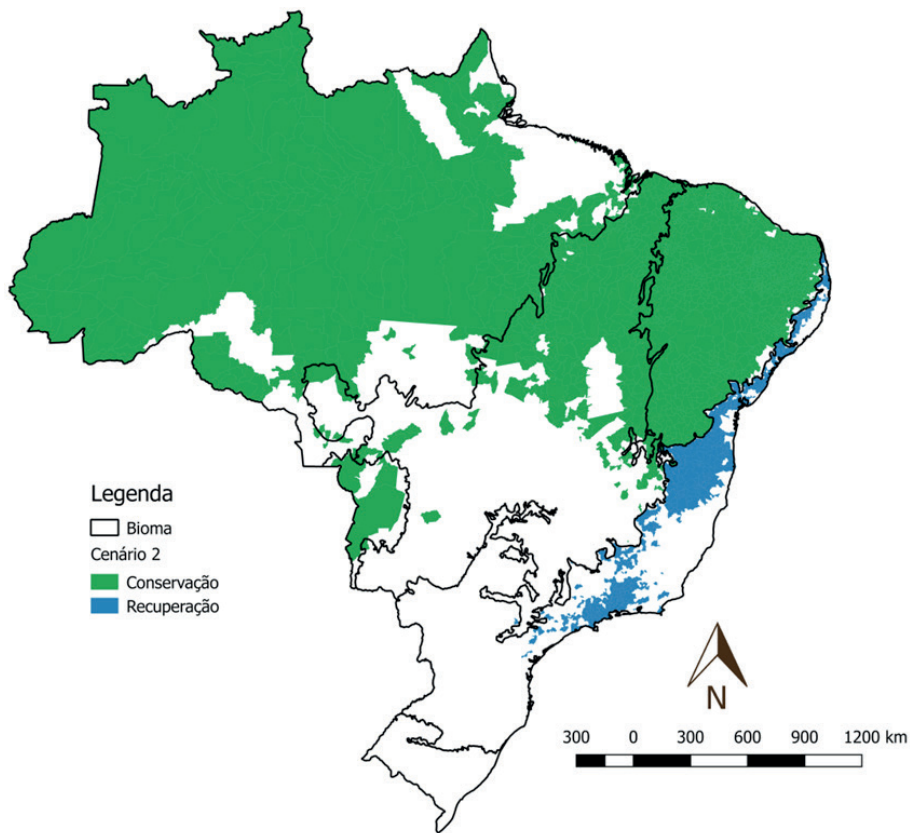 Legenda
Bioma
Cenário 2
Conservação
Recuperação
N
300 0 300 600 900 1200 km